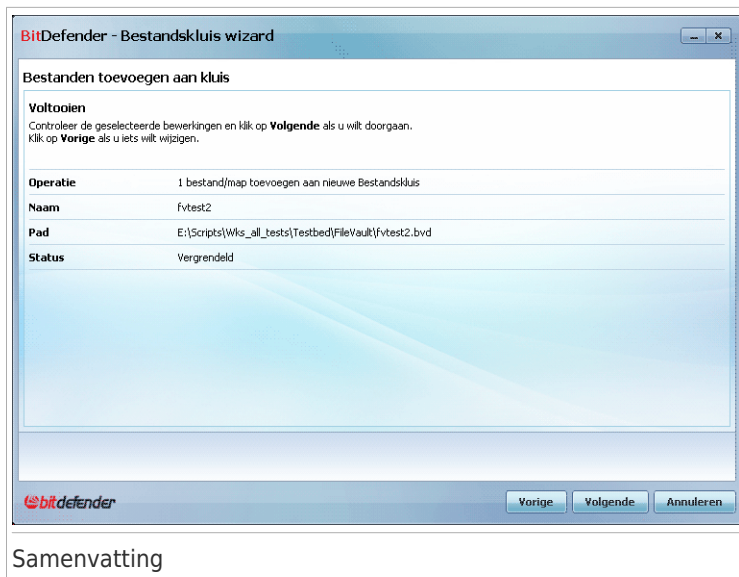 BitDefender - Bestandskluis wizard
Bestanden toevoegen aan kluis
Voltooien
Controleer de geselecteerde bewerkingen en klik op Volgende als u wilt doorgaan.
Klik op Vorige als u iets wilt wijzigen.
Operatie 1 bestand/map toevoegen aan nieuwe Bestandskluis
Naam fvtest2
Pad E:\Scripts\Wks_all_tests\Testbed\FileVault\fvtest2.bvd
Status Vergrendeld
bitdefender
Vorige Volgende Annuleren
Samenvatting